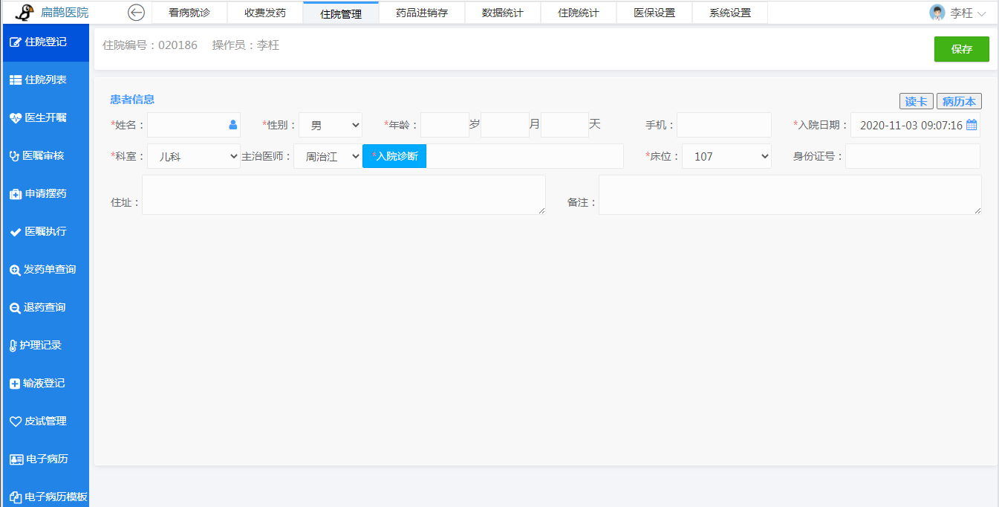 扁鹊医院 看病就诊 收费发药 住院管理 药品进销存 数据统计 住院统计 医保设置 系统设置 李枉
住院登记
住院列表
医生开嘱
医嘱审核
申请摆药
医嘱执行
发药单查询
退药查询
护理记录
输液登记
皮试管理
电子病历
电子病历模板
住院编号：020186 操作员：李枉 保存
患者信息 读卡 病历本
*姓名： *性别： 男 *年龄： 岁 月 天 手机： *入院日期： 2020-11-03 09:07:16
*科室： 儿科 主治医师： 周治江 *入院诊断 *床位： 107 身份证号：
住址： 备注：